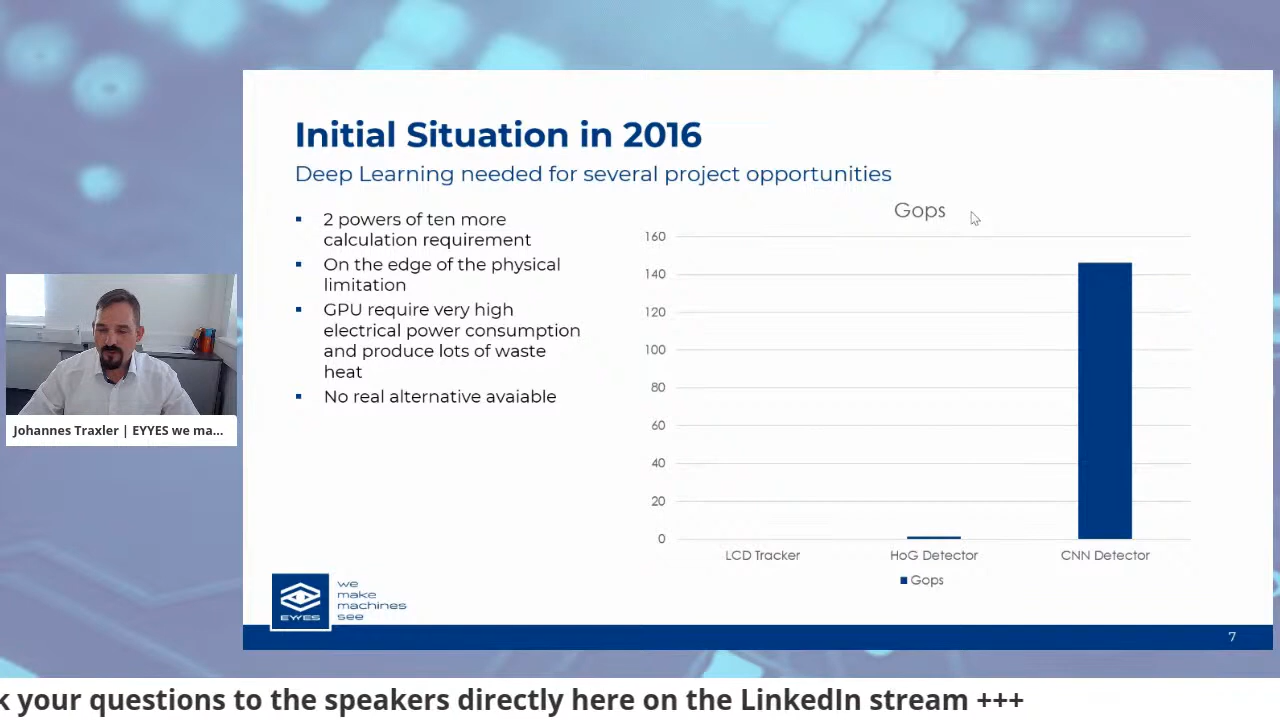 Initial Situation in 2016
Deep Learning needed for several project opportunities
2 powers of ten more
calculation requirement
On the edge of the physical
limitation
GPU require very high
electrical power consumption
and produce lots of waste
heat
No real alternative avaiable
Gops
160
140
120
100
80
60
40
20
0
LCD Tracker
HoG Detector
CNN Detector
Gops
Johannes Traxler | EYYES we ma...
EYYES
we
make
machines
see
7
k your questions to the speakers directly here on the LinkedIn stream +++